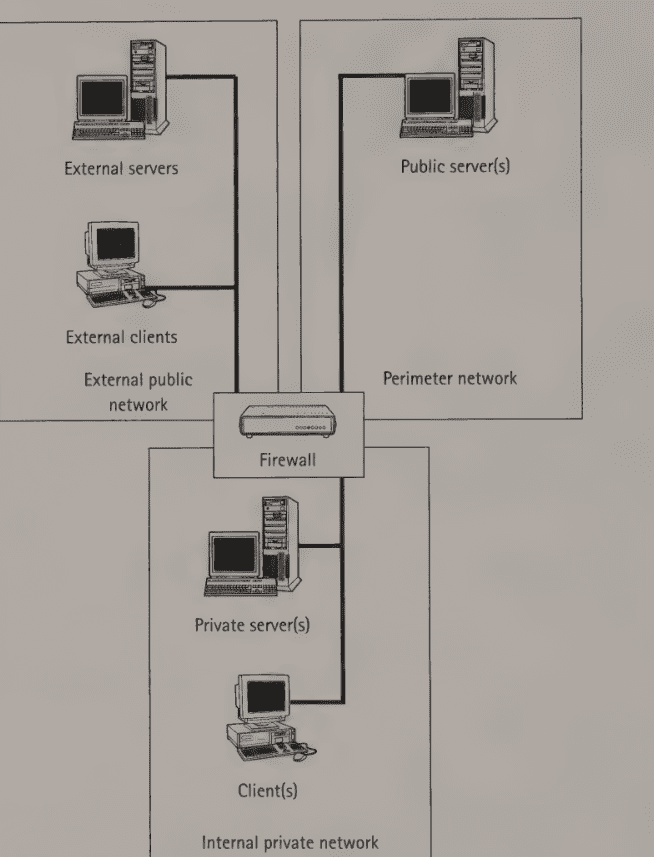 External servers
Public server(s)
External clients
External public
network
Perimeter network
Firewall
Private server(s)
Client(s)
Internal private network